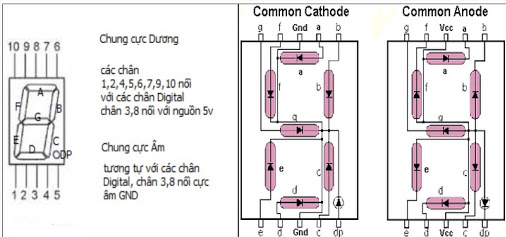 Chung cực Dương
các chân
1,2,4,5,6,7,9,10 nối
với các chân Digital
chân 3,8 nối với nguồn 5v
Chung cực Âm
tương tự với các chân
Digital, chân 3,8 nối cực
âm GND
10 9 8 7 6
A
F B
G
E C
D ODP
1 2 3 4 5
Common Cathode
g f Gnd a b
a
f b
g
e c
d
e d Gnd c dp
Common Anode
g f Vcc a b
a
f b
g
e c
d
e d Vcc c dp